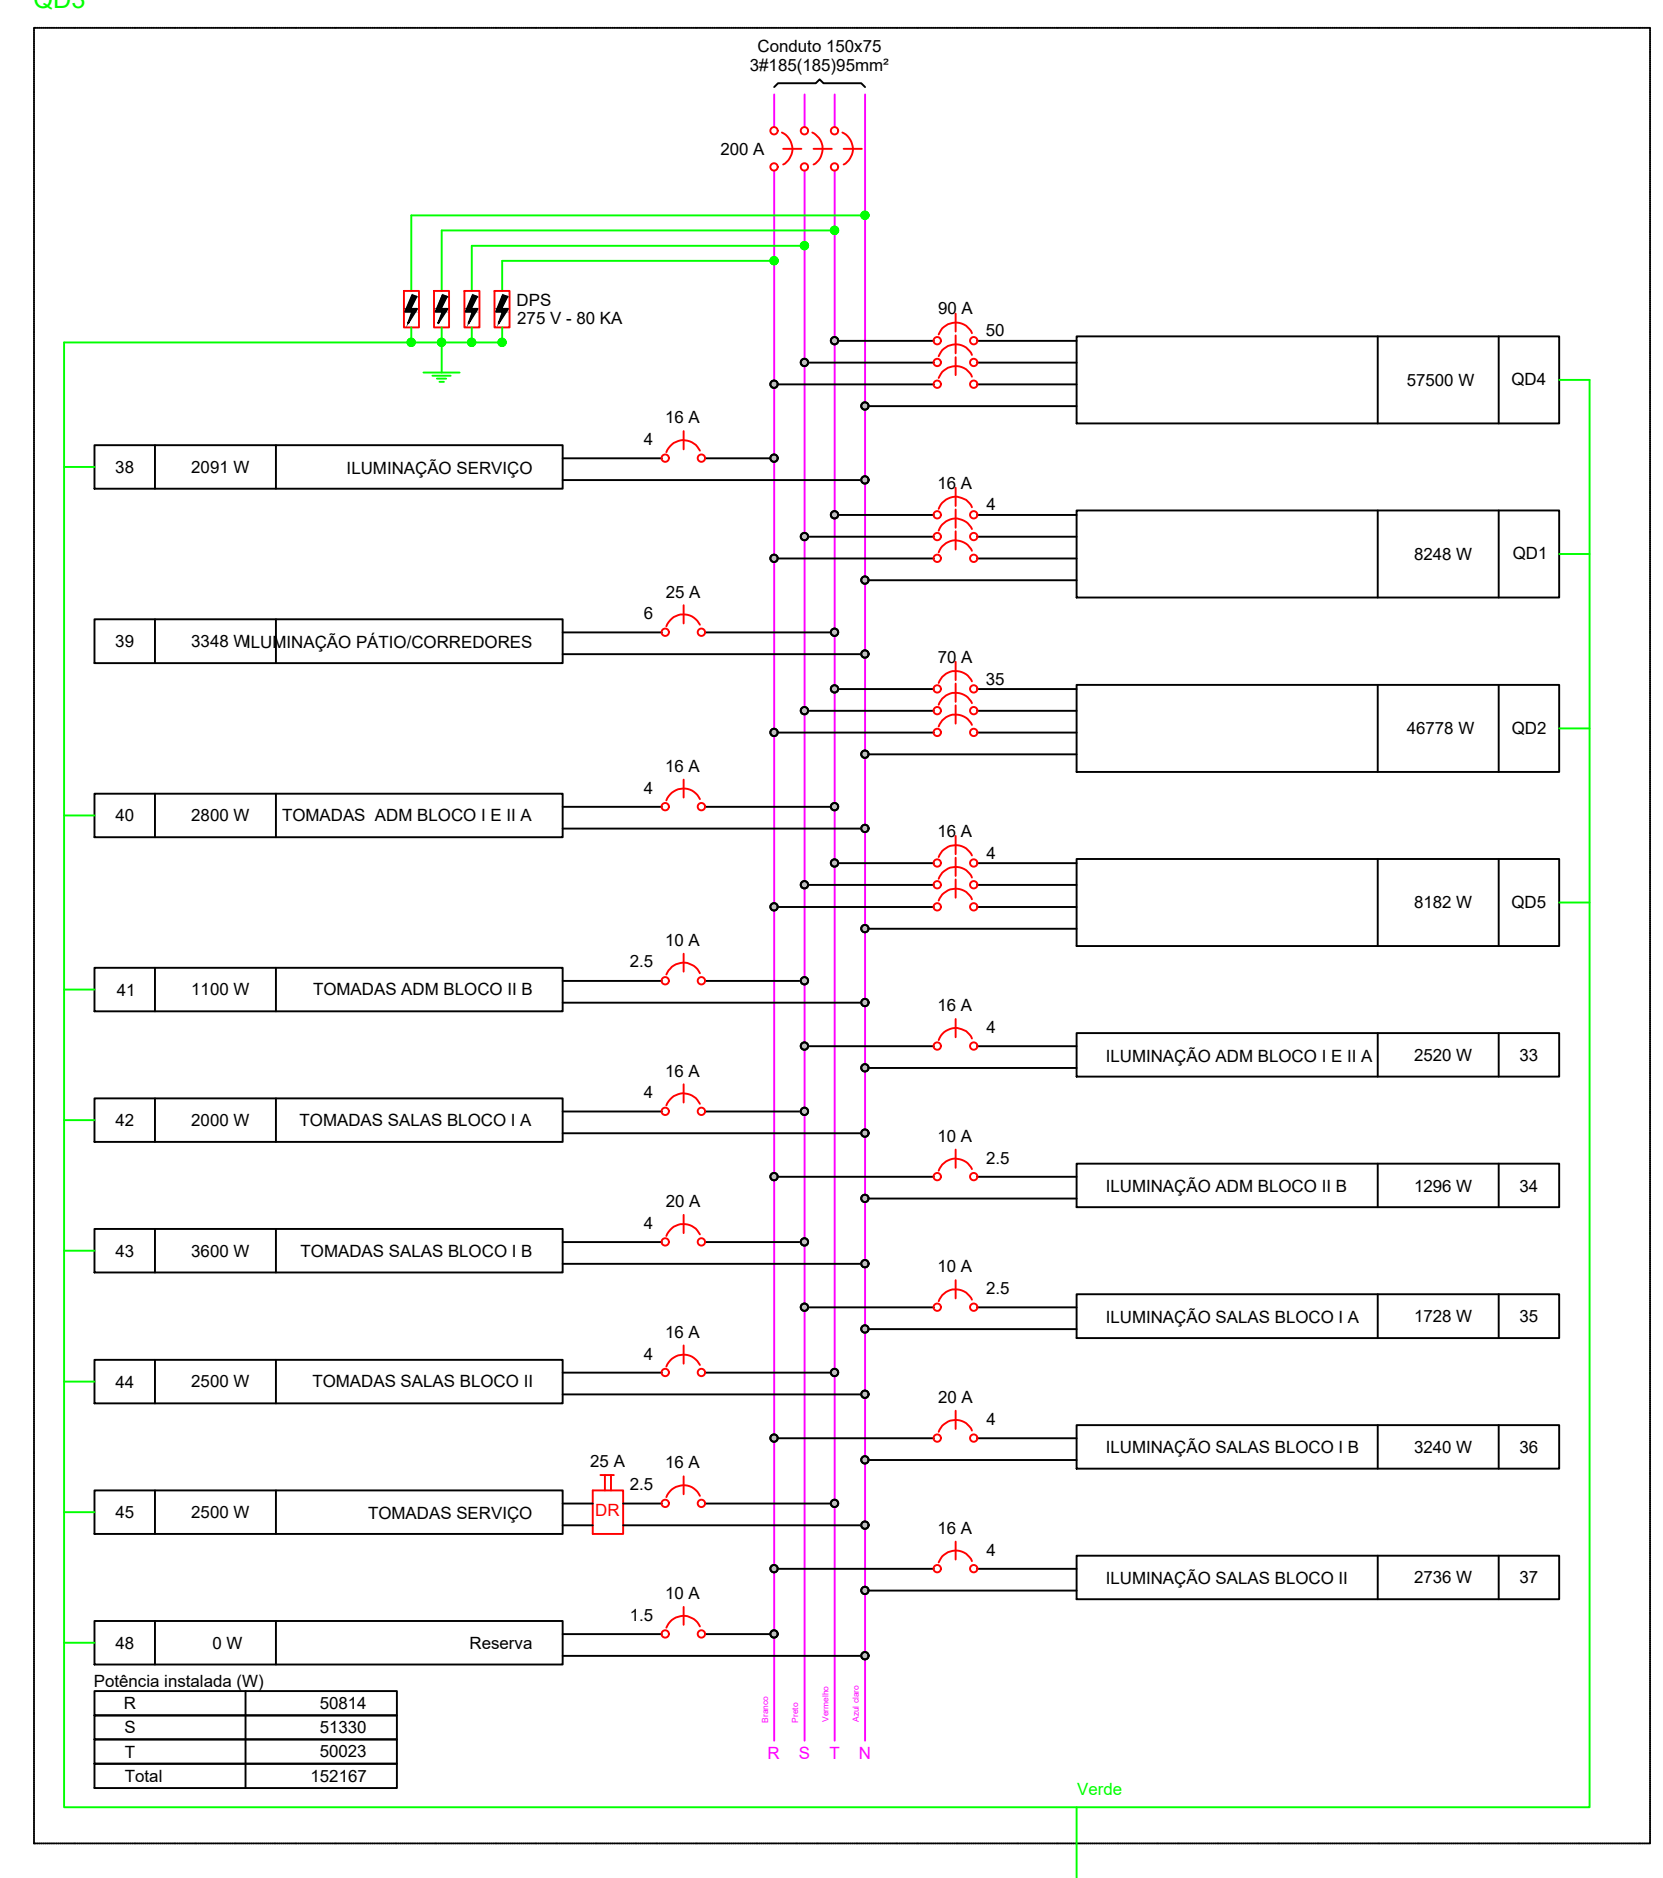 QD3
Conduto 150x75
3#185(185)95mm²
200 A
DPS
275 V - 80 KA
90 A
50
57500 W QD4
16 A
4
38 2091 W ILUMINAÇÃO SERVIÇO
16 A
4
8248 W QD1
25 A
6
39 3348 W ILUMINAÇÃO PÁTIO/CORREDORES
70 A
35
46778 W QD2
16 A
4
40 2800 W TOMADAS ADM BLOCO I E II A
16 A
4
8182 W QD5
10 A
2.5
41 1100 W TOMADAS ADM BLOCO II B
16 A
4
ILUMINAÇÃO ADM BLOCO I E II A 2520 W 33
16 A
4
42 2000 W TOMADAS SALAS BLOCO I A
10 A
2.5
ILUMINAÇÃO ADM BLOCO II B 1296 W 34
20 A
4
43 3600 W TOMADAS SALAS BLOCO I B
10 A
2.5
ILUMINAÇÃO SALAS BLOCO I A 1728 W 35
16 A
4
44 2500 W TOMADAS SALAS BLOCO II
20 A
4
ILUMINAÇÃO SALAS BLOCO I B 3240 W 36
25 A
16 A
2.5
45 2500 W TOMADAS SERVIÇO DR
16 A
4
ILUMINAÇÃO SALAS BLOCO II 2736 W 37
10 A
1.5
48 0 W Reserva
Potência instalada (W)
R 50814
S 51330
T 50023
Total 152167
Branco Preto Vermelho Azul claro
R S T N
Verde